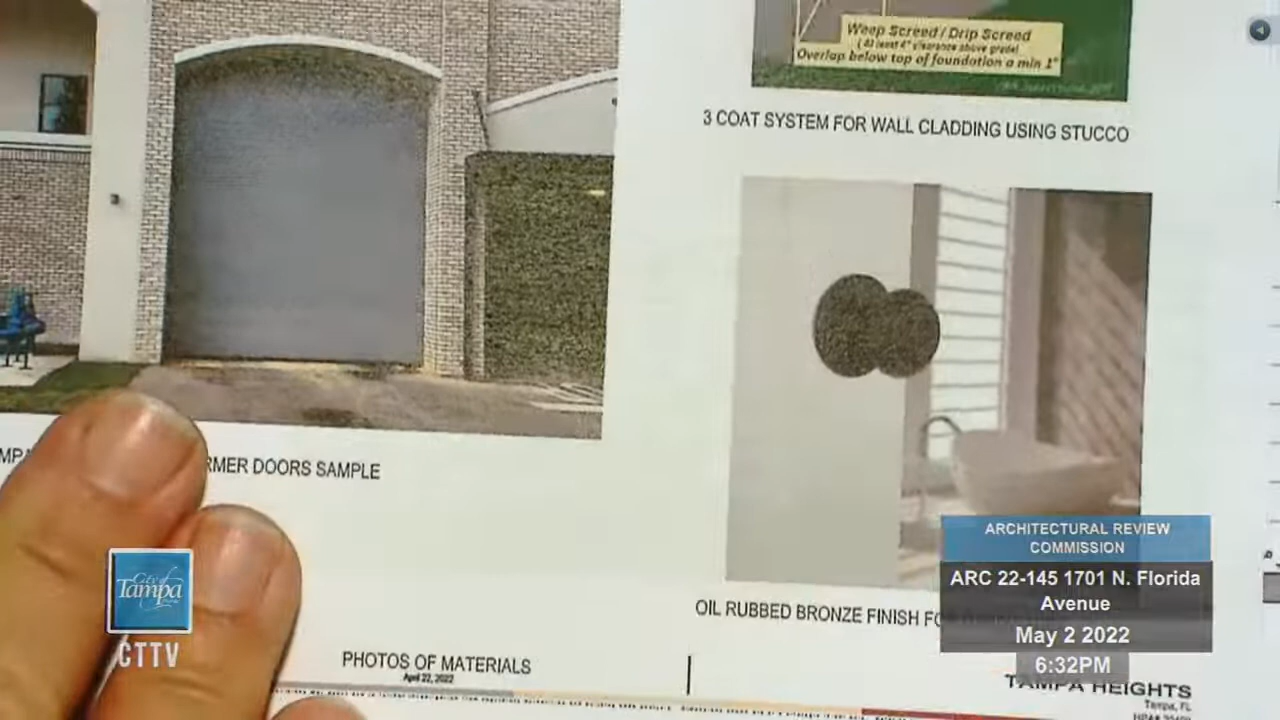 Weep Screed / Drip Screed
(At least 4" clearance above grade)
Overlap below top of foundation a min 1"
3 COAT SYSTEM FOR WALL CLADDING USING STUCCO
RMER DOORS SAMPLE
OIL RUBBED BRONZE FINISH
PHOTOS OF MATERIALS
April 22, 2022
City of
Tampa
CTTV
ARCHITECTURAL REVIEW
COMMISSION
ARC 22-145 1701 N. Florida
Avenue
May 2 2022
6:32PM
TAMPA HEIGHTS
Tampa, FL